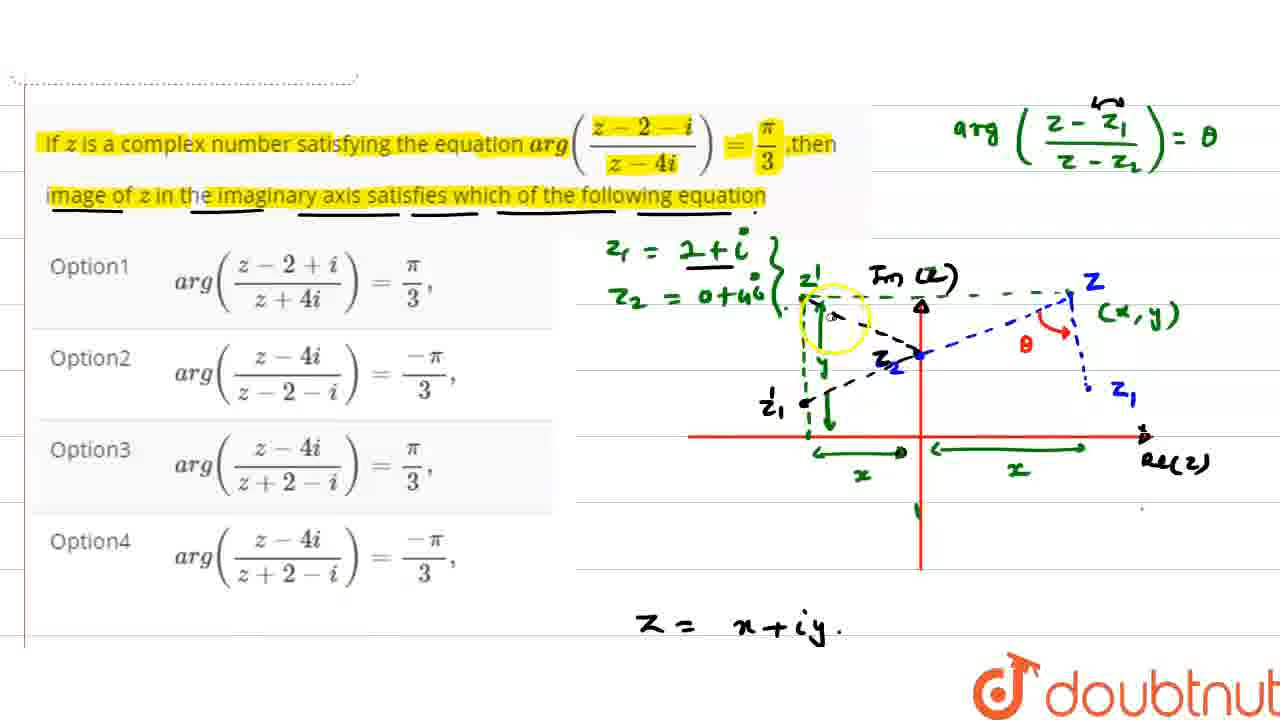 If z is a complex number satisfying the equation arg((z − 2 − i)/(z − 4i)) = π/3 ,then
image of z in the imaginary axis satisfies which of the following equation
Option1 arg((z − 2 + i)/(z + 4i)) = π/3,
Option2 arg((z − 4i)/(z − 2 − i)) = −π/3,
Option3 arg((z − 4i)/(z + 2 − i)) = π/3,
Option4 arg((z − 4i)/(z + 2 − i)) = −π/3,
arg((z − z₁)/(z − z₂)) = θ
z₁ = 2 + i
z₂ = 0 + 4i
z'
Im(z)
z
(x, y)
θ
z₂
y
z₁'
z₁
x
x
Re(z)
z = x + iy.
doubtnut